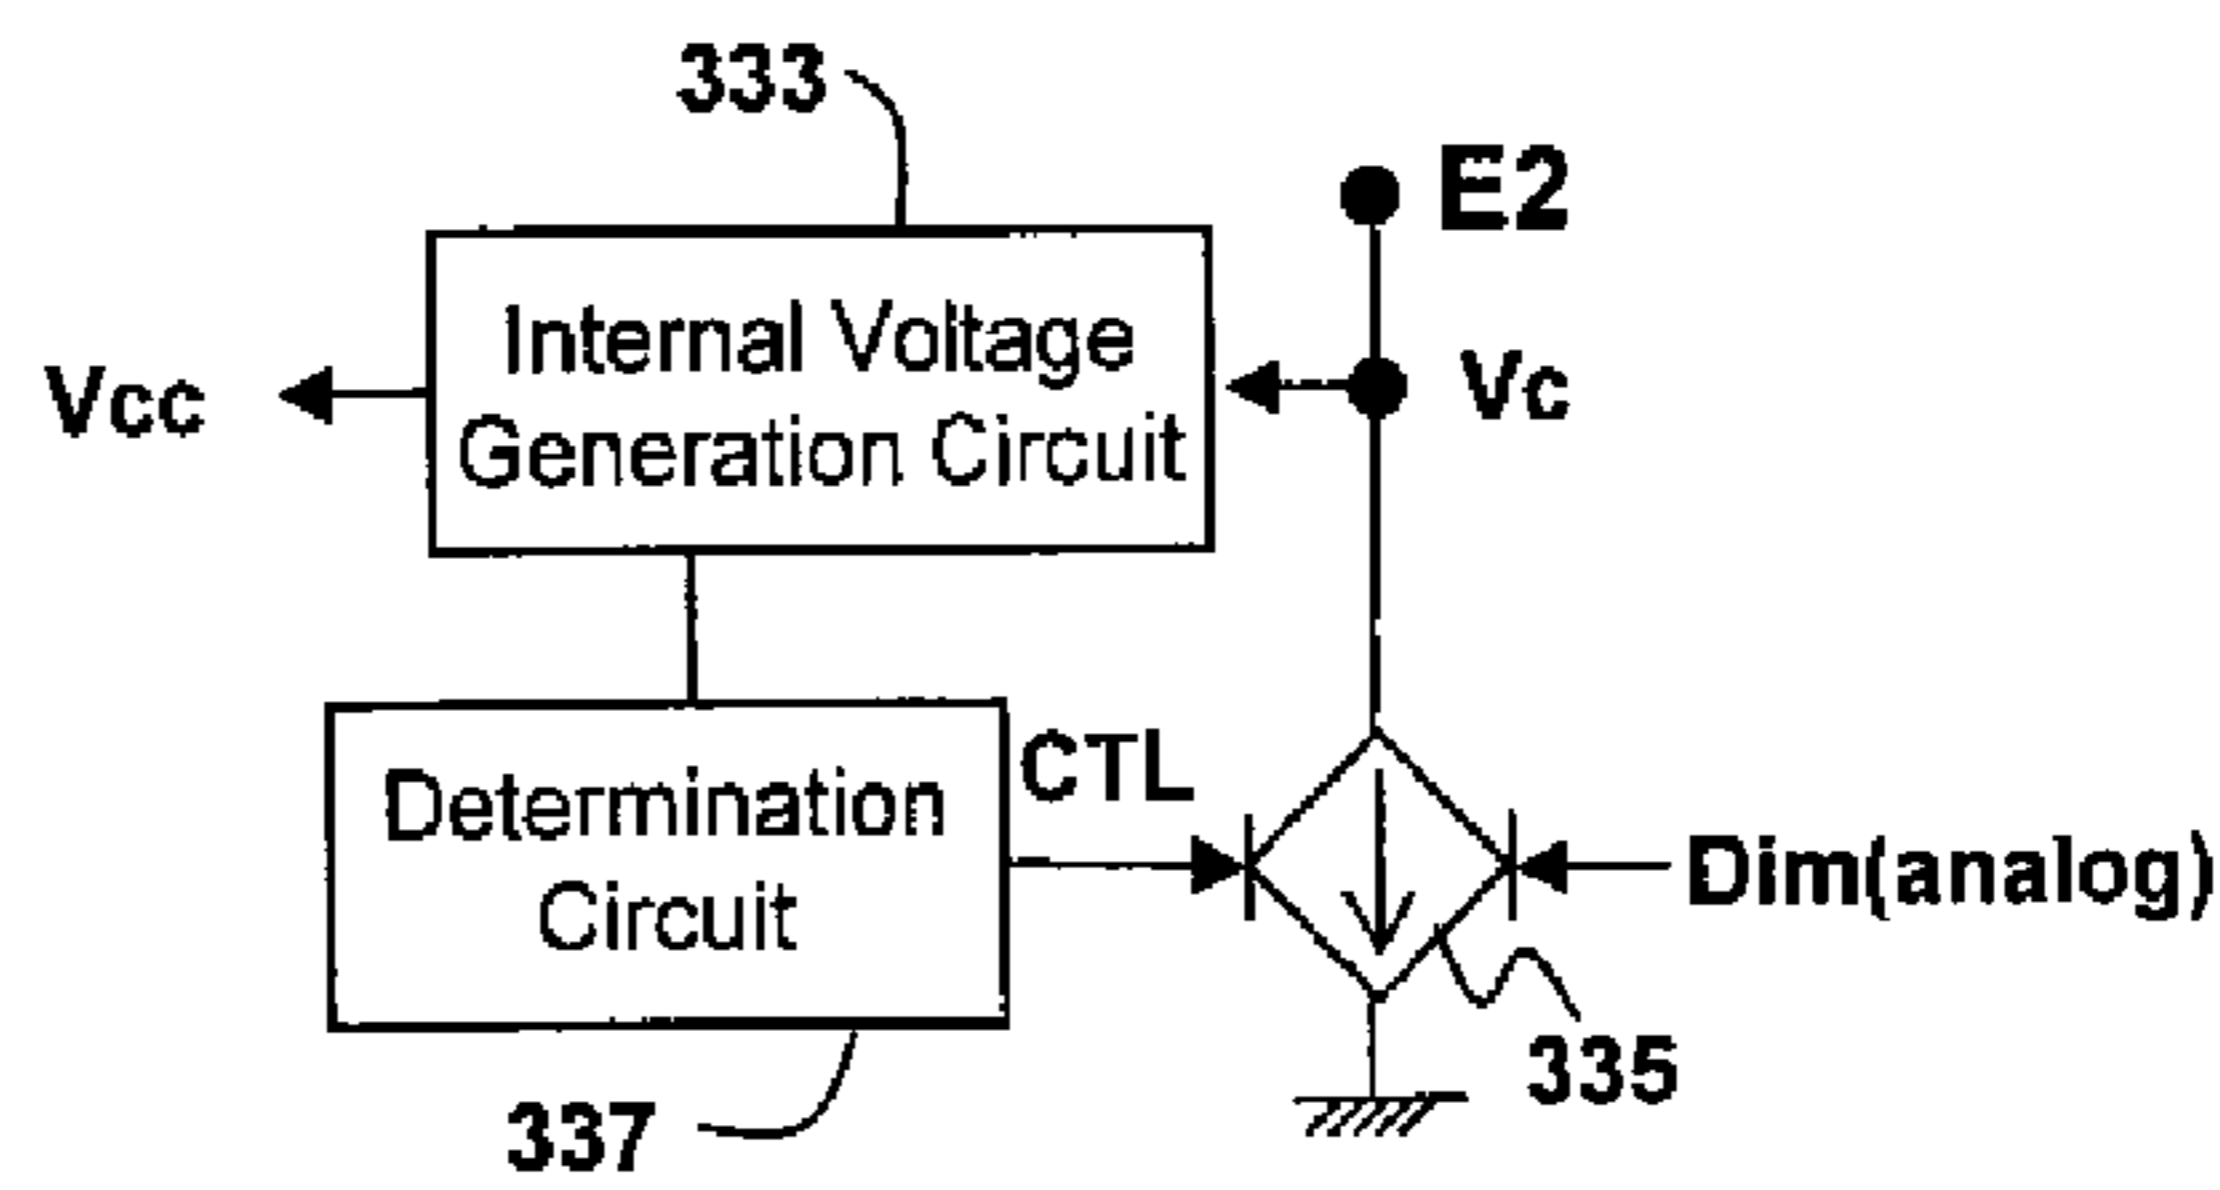 333
E2
Internal Voltage
Generation Circuit
Vcc
Vc
CTL
Determination
Circuit
Dim(analog)
335
337